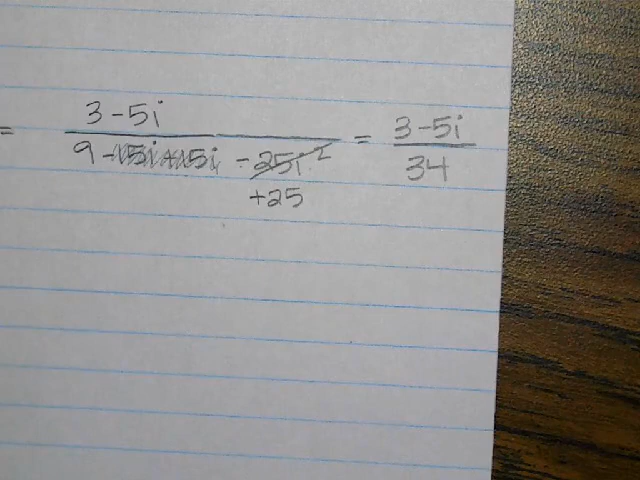 = 3-5i / 9-15i+15i-25i² = 3-5i / 34
+25